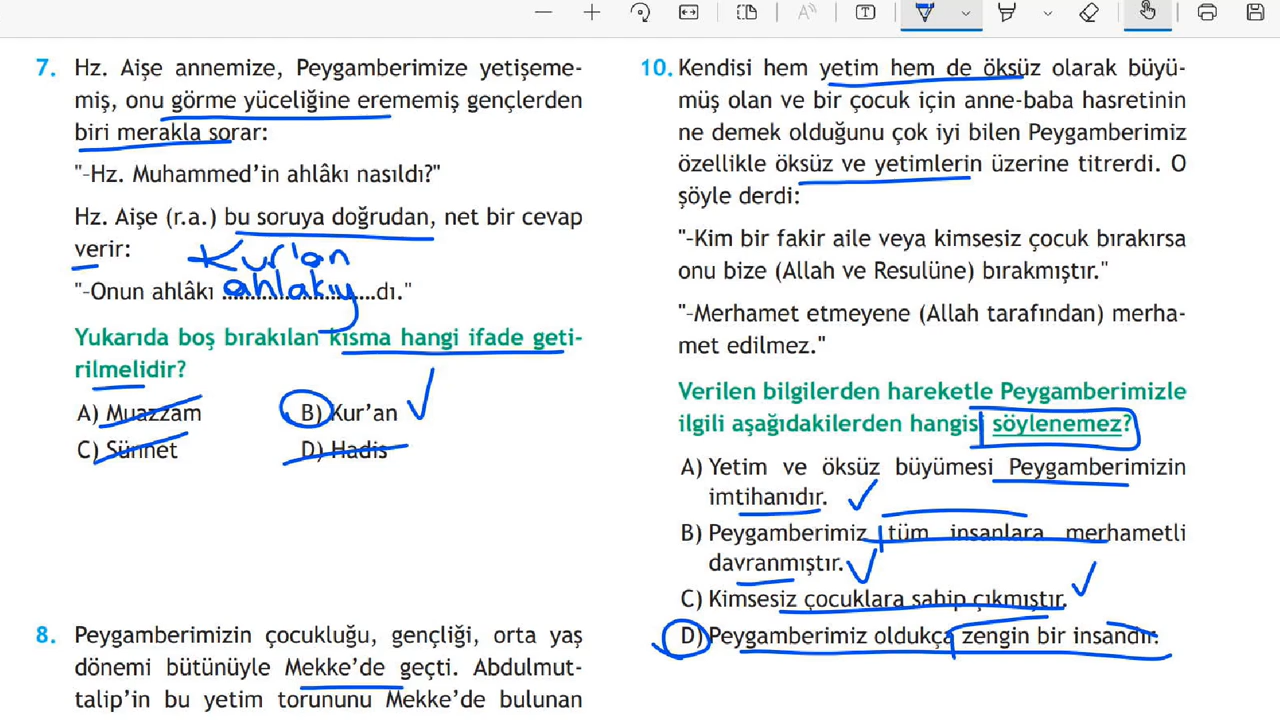 7. Hz. Aişe annemize, Peygamberimize yetişeme-
miş, onu görme yüceliğine erememiş gençlerden
biri merakla sorar:
"-Hz. Muhammed’in ahlâkı nasıldı?"
Hz. Aişe (r.a.) bu soruya doğrudan, net bir cevap
verir:
Kur'an
"-Onun ahlâkı ahlakıy dı."
Yukarıda boş bırakılan kısma hangi ifade geti-
rilmelidir?
A) Muazzam B) Kur’an
C) Sünnet D) Hadis
8. Peygamberimizin çocukluğu, gençliği, orta yaş
dönemi bütünüyle Mekke’de geçti. Abdulmut-
talip’in bu yetim torununu Mekke’de bulunan
10. Kendisi hem yetim hem de öksüz olarak büyü-
müş olan ve bir çocuk için anne-baba hasretinin
ne demek olduğunu çok iyi bilen Peygamberimiz
özellikle öksüz ve yetimlerin üzerine titrerdi. O
şöyle derdi:
"-Kim bir fakir aile veya kimsesiz çocuk bırakırsa
onu bize (Allah ve Resulüne) bırakmıştır."
"-Merhamet etmeyene (Allah tarafından) merha-
met edilmez."
Verilen bilgilerden hareketle Peygamberimizle
ilgili aşağıdakilerden hangisi söylenemez?
A) Yetim ve öksüz büyümesi Peygamberimizin
imtihanıdır.
B) Peygamberimiz tüm insanlara merhametli
davranmıştır.
C) Kimsesiz çocuklara sahip çıkmıştır.
D) Peygamberimiz oldukça zengin bir insandır.